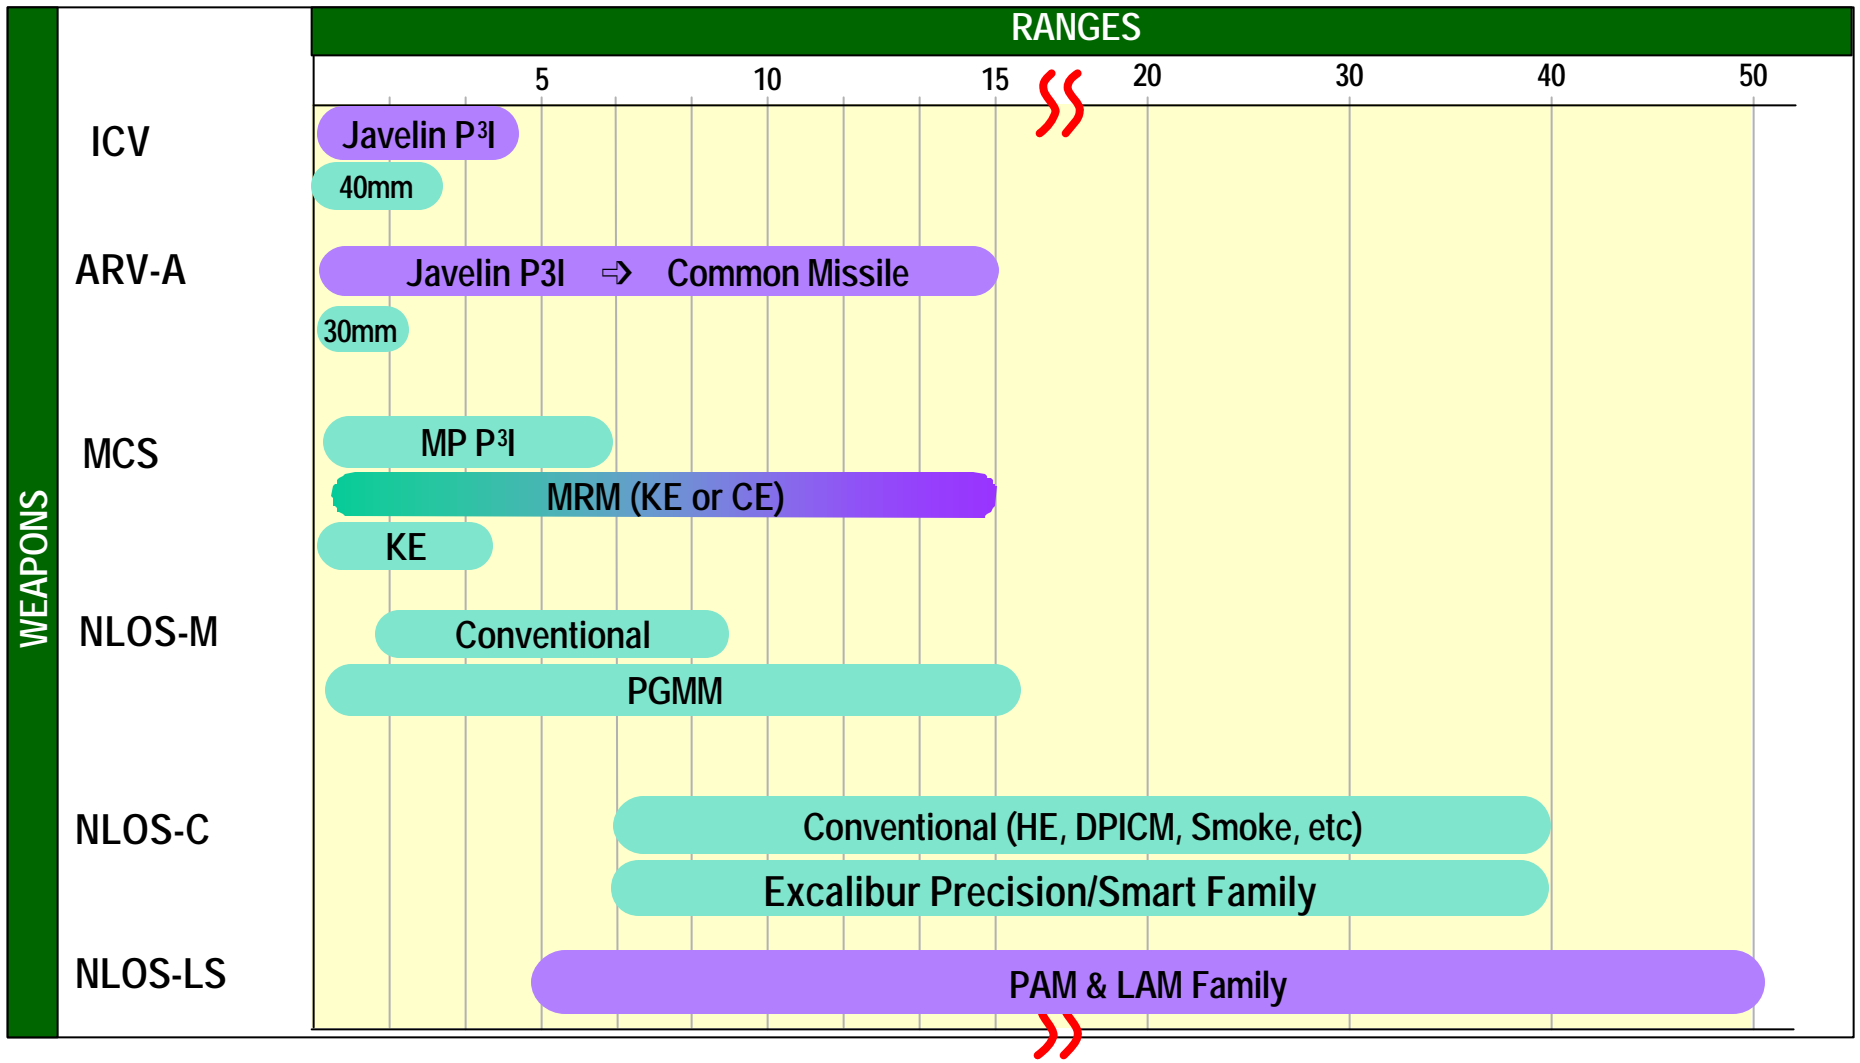 RANGES
5 10 15 20 30 40 50
ICV
Javelin P³I
40mm
ARV-A
Javelin P3I ➩ Common Missile
30mm
MCS
MP P³I
MRM (KE or CE)
KE
WEAPONS
NLOS-M
Conventional
PGMM
NLOS-C
Conventional (HE, DPICM, Smoke, etc)
Excalibur Precision/Smart Family
NLOS-LS
PAM & LAM Family